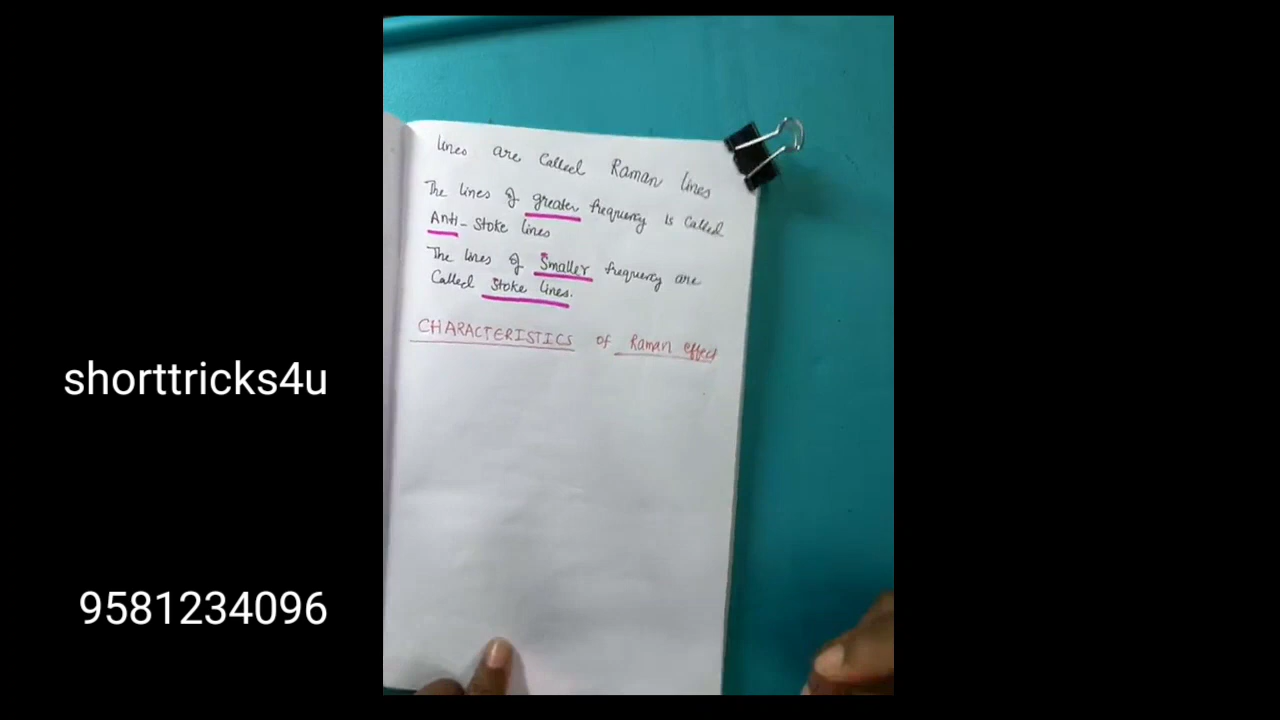 lines are called Raman lines
The lines of greater frequency is called
Anti-Stoke lines
The lines of Smaller frequency are
Called Stoke lines.
CHARACTERISTICS of Raman effect
shorttricks4u
9581234096